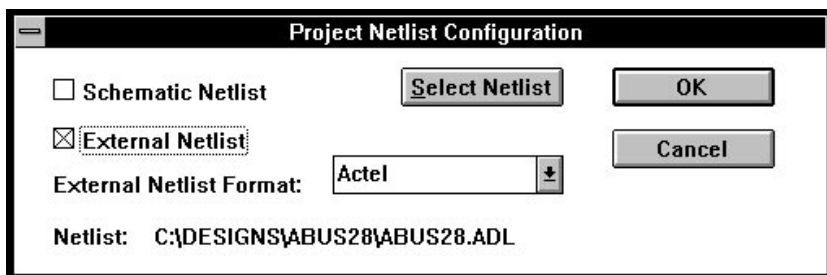 Project Netlist Configuration
Schematic Netlist
Select Netlist
OK
External Netlist
Cancel
External Netlist Format:
Actel
Netlist: C:\DESIGNS\ABUS28\ABUS28.ADL